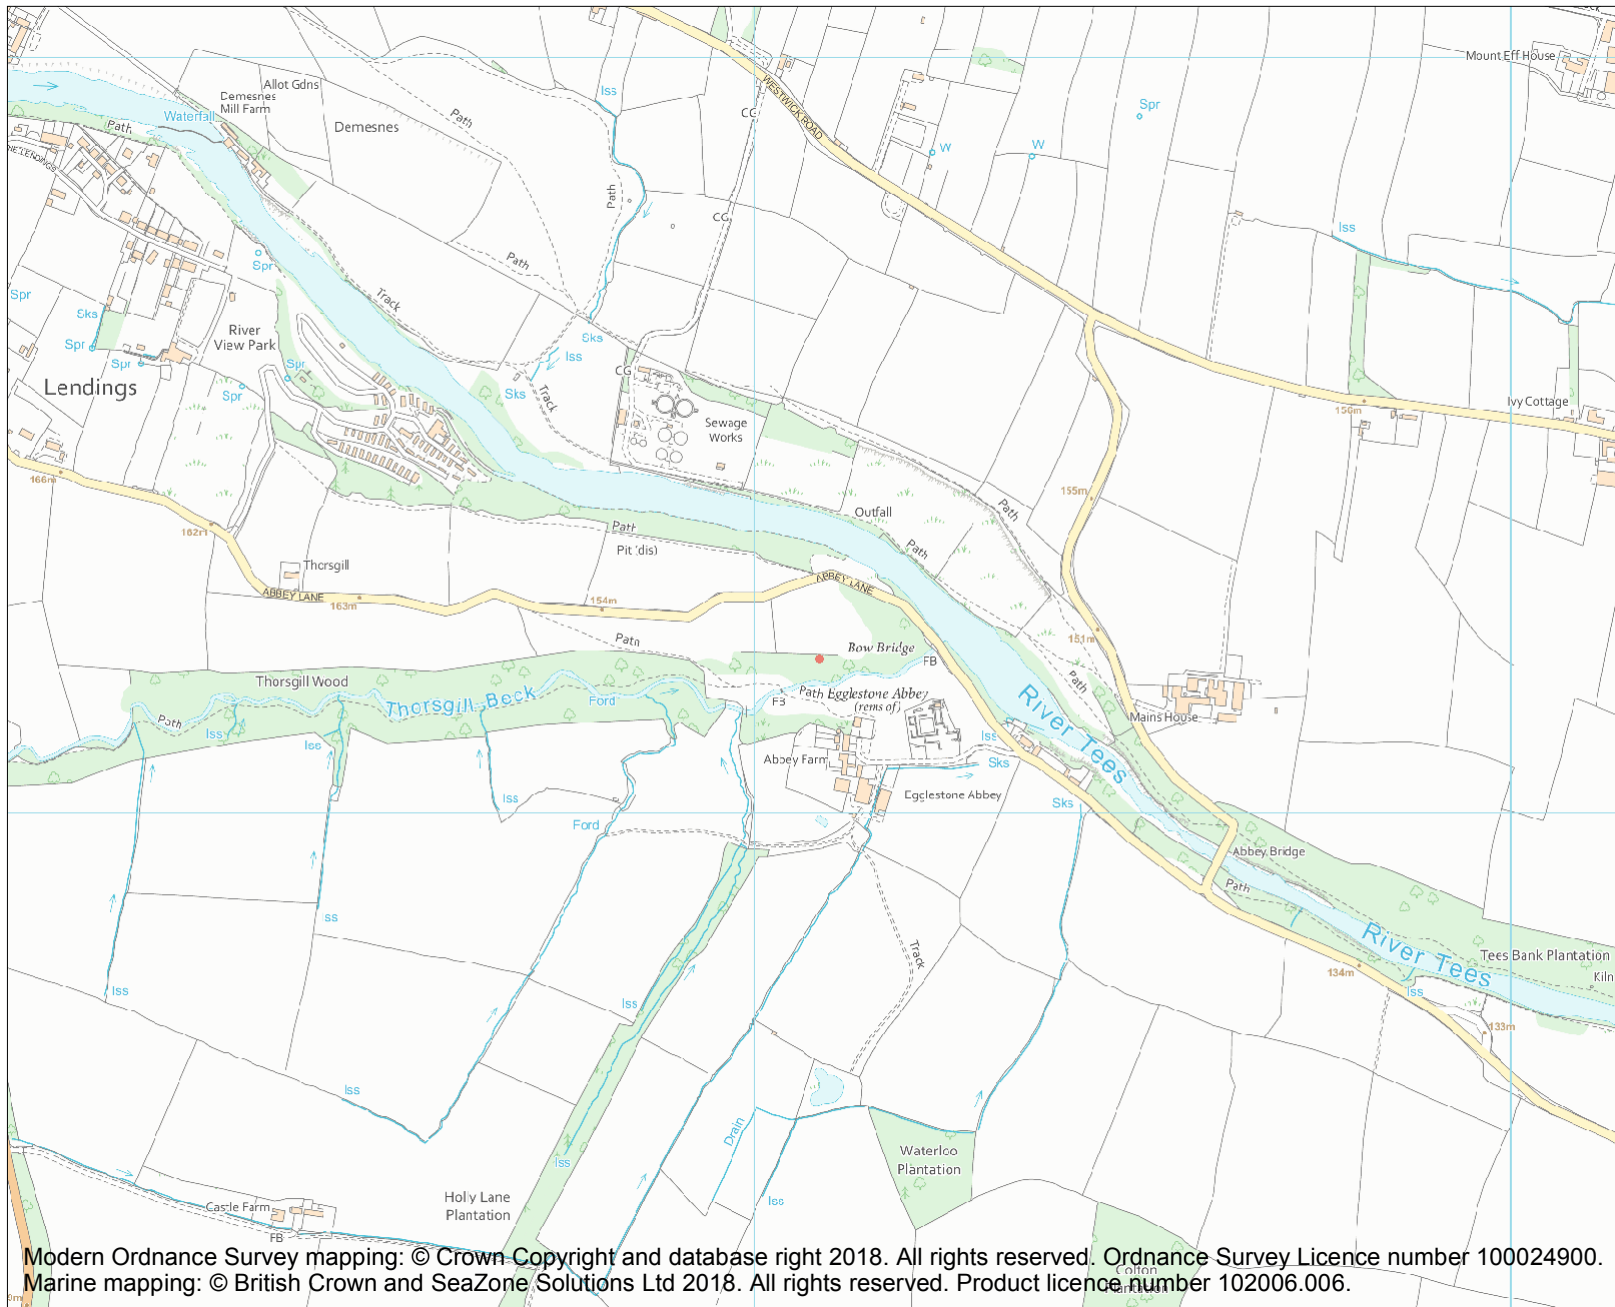 Mount Eff House
Allot Gdns
Iss
Demesnes
Mill Farm
WESTWICK ROAD
Spr
Waterfall
Path
CG
Demesnes
Path
W
W
THE LENDINGS
Path
CG
Iss
Spr
Path
Spr
Track
Sks
River
View Park
Sks
Iss
Spr
Spr
Spr
Spr
CG
Lendings
Sks
Track
Ivy Cottage
156m
Sewage
Works
166m
155m
Outfall
Path
162m
Path
Path
Pit (dis)
Thorsgill
ABBEY LANE
ABBEY LANE
163m
154m
151m
Path
Bow Bridge
FB
Thorsgill Wood
Path
Thorsgill Beck
Ford
FB
Path
Egglestone Abbey
(rems of)
River Tees
Mains House
Path
Iss
Iss
Iss
Sks
Abbey Farm
Egglestone Abbey
Iss
Sks
Ford
Abbey Bridge
Path
Iss
River Tees
Track
Tees Bank Plantation
134m
Kiln
Iss
Iss
Iss
133m
Iss
Drain
Waterloo
Plantation
Iss
Iss
Holly Lane
Plantation
Castle Farm
FB
Modern Ordnance Survey mapping: © Crown Copyright and database right 2018. All rights reserved. Ordnance Survey Licence number 100024900.
Colton
Plantation
Marine mapping: © British Crown and SeaZone Solutions Ltd 2018. All rights reserved. Product licence number 102006.006.